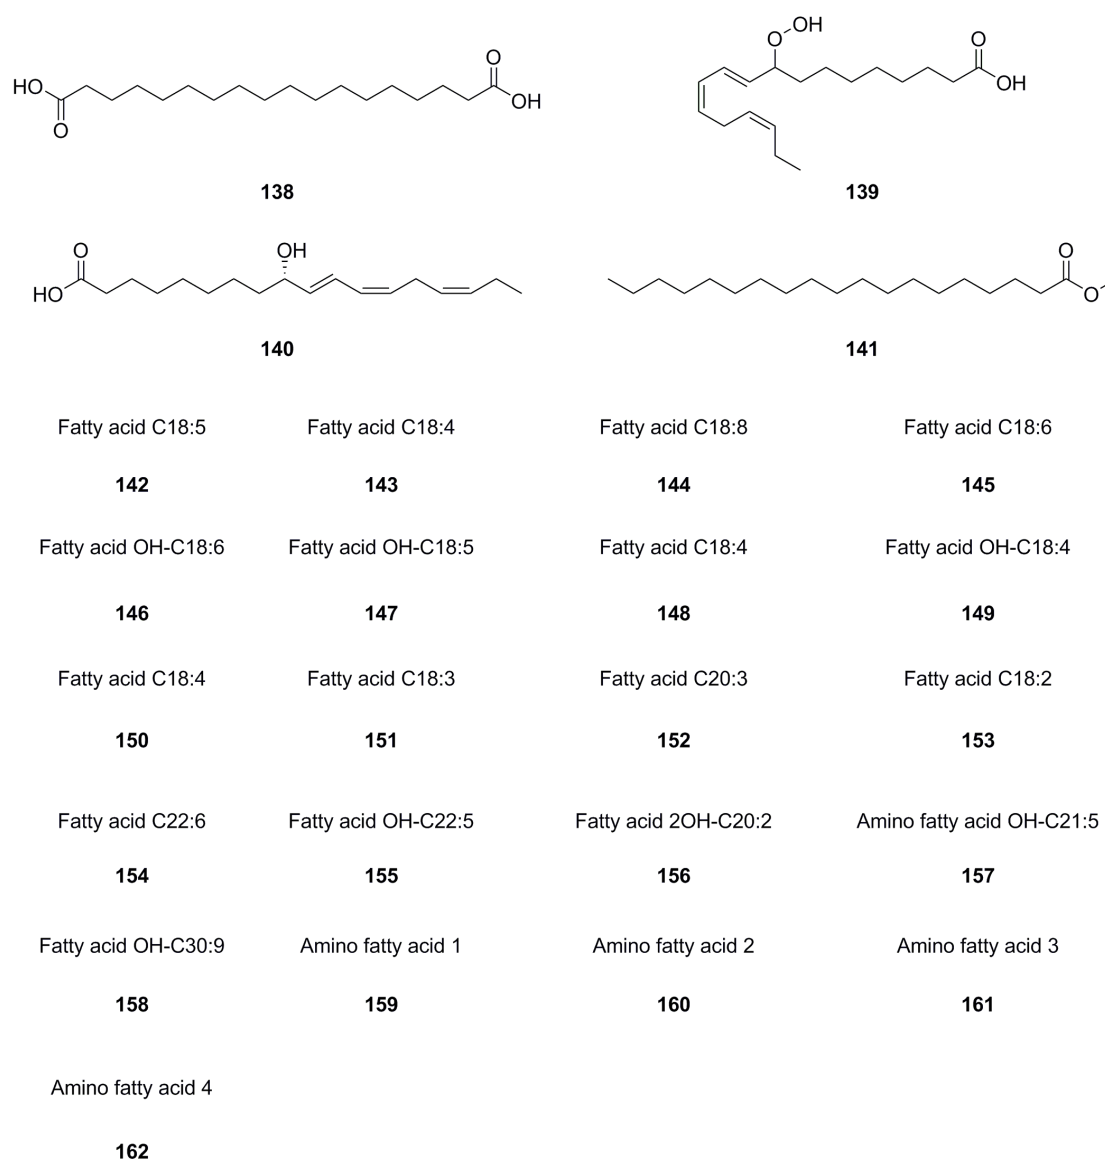 O
HO
OH
O
138
O
OH
O
OH
139
O
HO
OH
140
O
O
141
Fatty acid C18:5
Fatty acid C18:4
Fatty acid C18:8
Fatty acid C18:6
142
143
144
145
Fatty acid OH-C18:6
Fatty acid OH-C18:5
Fatty acid C18:4
Fatty acid OH-C18:4
146
147
148
149
Fatty acid C18:4
Fatty acid C18:3
Fatty acid C20:3
Fatty acid C18:2
150
151
152
153
Fatty acid C22:6
Fatty acid OH-C22:5
Fatty acid 2OH-C20:2
Amino fatty acid OH-C21:5
154
155
156
157
Fatty acid OH-C30:9
Amino fatty acid 1
Amino fatty acid 2
Amino fatty acid 3
158
159
160
161
Amino fatty acid 4
162